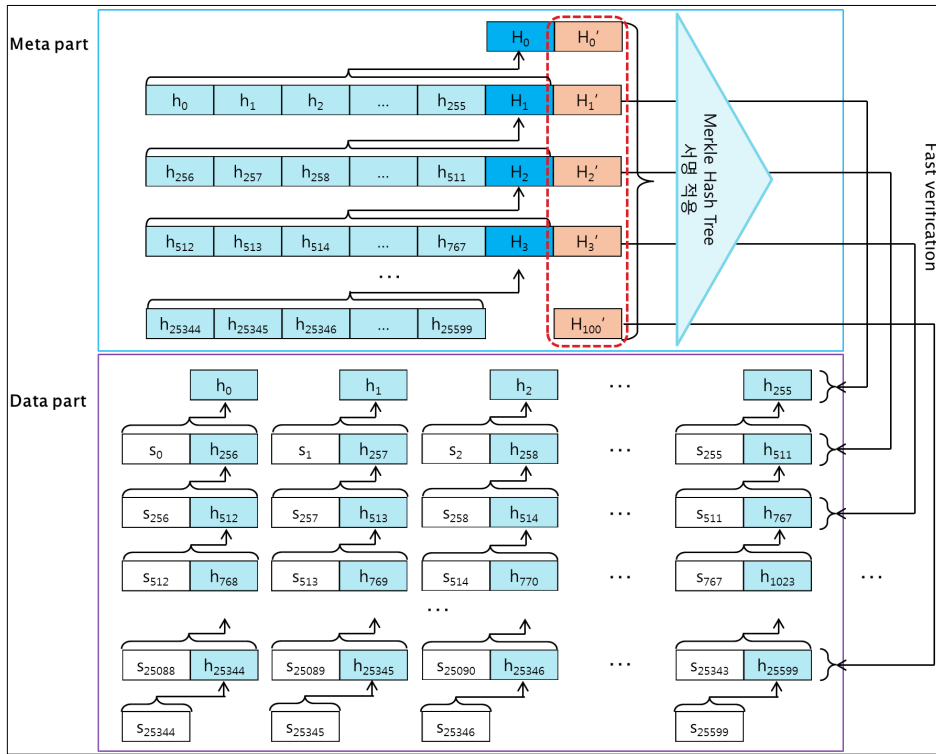 Meta part
H₀ H₀′
h₀ h₁ h₂ ... h₂₅₅ H₁ H₁′
h₂₅₆ h₂₅₇ h₂₅₈ ... h₅₁₁ H₂ H₂′
h₅₁₂ h₅₁₃ h₅₁₄ ... h₇₆₇ H₃ H₃′
...
h₂₅₃₄₄ h₂₅₃₄₅ h₂₅₃₄₆ ... h₂₅₅₉₉ H₁₀₀′
Merkle Hash Tree
서명 적용
Fast verification
Data part
h₀ h₁ h₂ ... h₂₅₅
s₀ h₂₅₆ s₁ h₂₅₇ s₂ h₂₅₈ ... s₂₅₅ h₅₁₁
s₂₅₆ h₅₁₂ s₂₅₇ h₅₁₃ s₂₅₈ h₅₁₄ ... s₅₁₁ h₇₆₇
s₅₁₂ h₇₆₈ s₅₁₃ h₇₆₉ s₅₁₄ h₇₇₀ ... s₇₆₇ h₁₀₂₃ ...
...
s₂₅₀₈₈ h₂₅₃₄₄ s₂₅₀₈₉ h₂₅₃₄₅ s₂₅₀₉₀ h₂₅₃₄₆ ... s₂₅₃₄₃ h₂₅₅₉₉
s₂₅₃₄₄ s₂₅₃₄₅ s₂₅₃₄₆ s₂₅₅₉₉